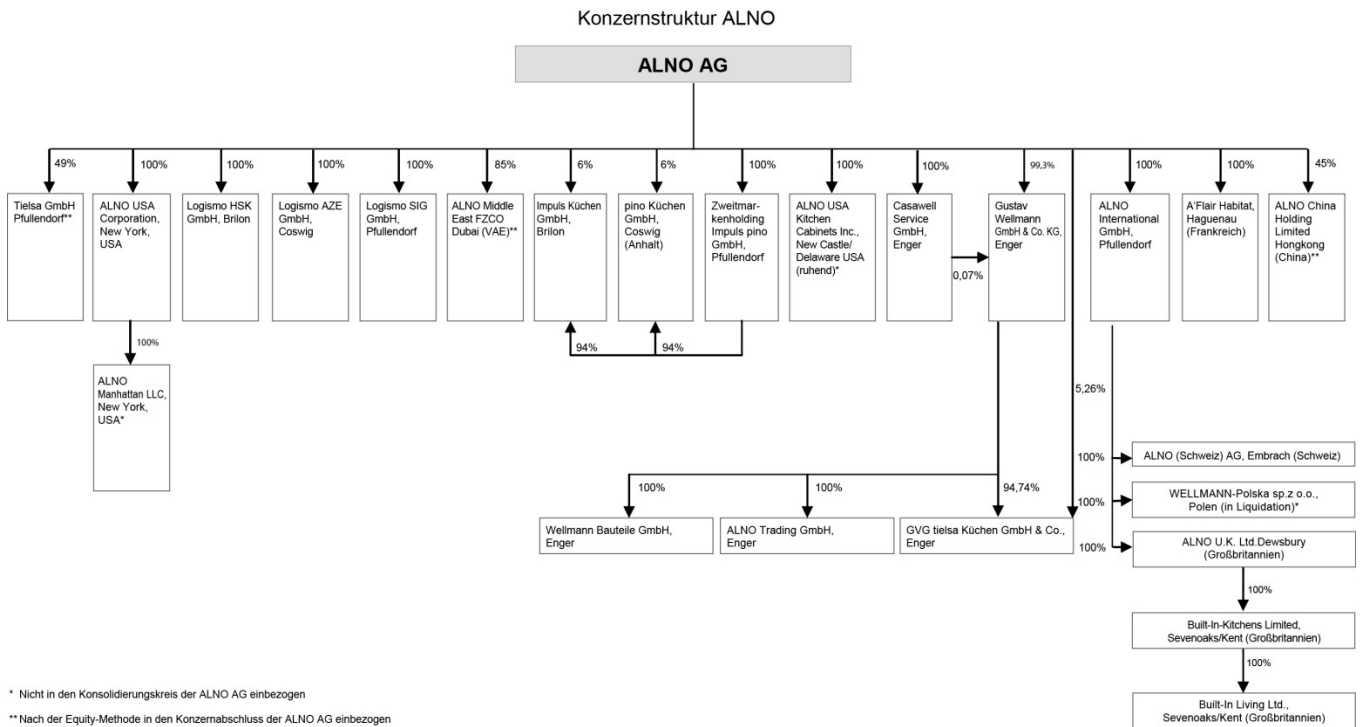 Konzernstruktur ALNO
ALNO AG
49%
100%
100%
100%
100%
85%
6%
6%
100%
100%
100%
99,3%
100%
100%
45%
Tielsa GmbH
Pfullendorf**
ALNO USA
Corporation,
New York,
USA
Logismo HSK
GmbH, Brilon
Logismo AZE
GmbH,
Coswig
Logismo SIG
GmbH,
Pfullendorf
ALNO Middle
East FZCO
Dubai (VAE)**
Impuls Küchen
GmbH,
Brilon
pino Küchen
GmbH,
Coswig
(Anhalt)
Zweitmar-
kenholding
Impuls pino
GmbH,
Pfullendorf
ALNO USA
Kitchen
Cabinets Inc.,
New Castle/
Delaware USA
(ruhend)*
Casawell
Service
GmbH,
Enger
0,07%
Gustav
Wellmann
GmbH & Co. KG,
Enger
ALNO
International
GmbH,
Pfullendorf
A'Flair Habitat,
Haguenau
(Frankreich)
ALNO China
Holding
Limited
Hongkong
(China)**
100%
94%
94%
ALNO
Manhattan LLC,
New York,
USA*
5,26%
100%
ALNO (Schweiz) AG, Embrach (Schweiz)
100%
100%
94,74%
100%
WELLMANN-Polska sp.z o.o.,
Polen (in Liquidation)*
Wellmann Bauteile GmbH,
Enger
ALNO Trading GmbH,
Enger
GVG tielsa Küchen GmbH & Co.,
Enger
100%
ALNO U.K. Ltd.Dewsbury
(Großbritannien)
100%
Built-In-Kitchens Limited,
Sevenoaks/Kent (Großbritannien)
100%
Built-In Living Ltd.,
Sevenoaks/Kent (Großbritannien)
* Nicht in den Konsolidierungskreis der ALNO AG einbezogen
** Nach der Equity-Methode in den Konzernabschluss der ALNO AG einbezogen